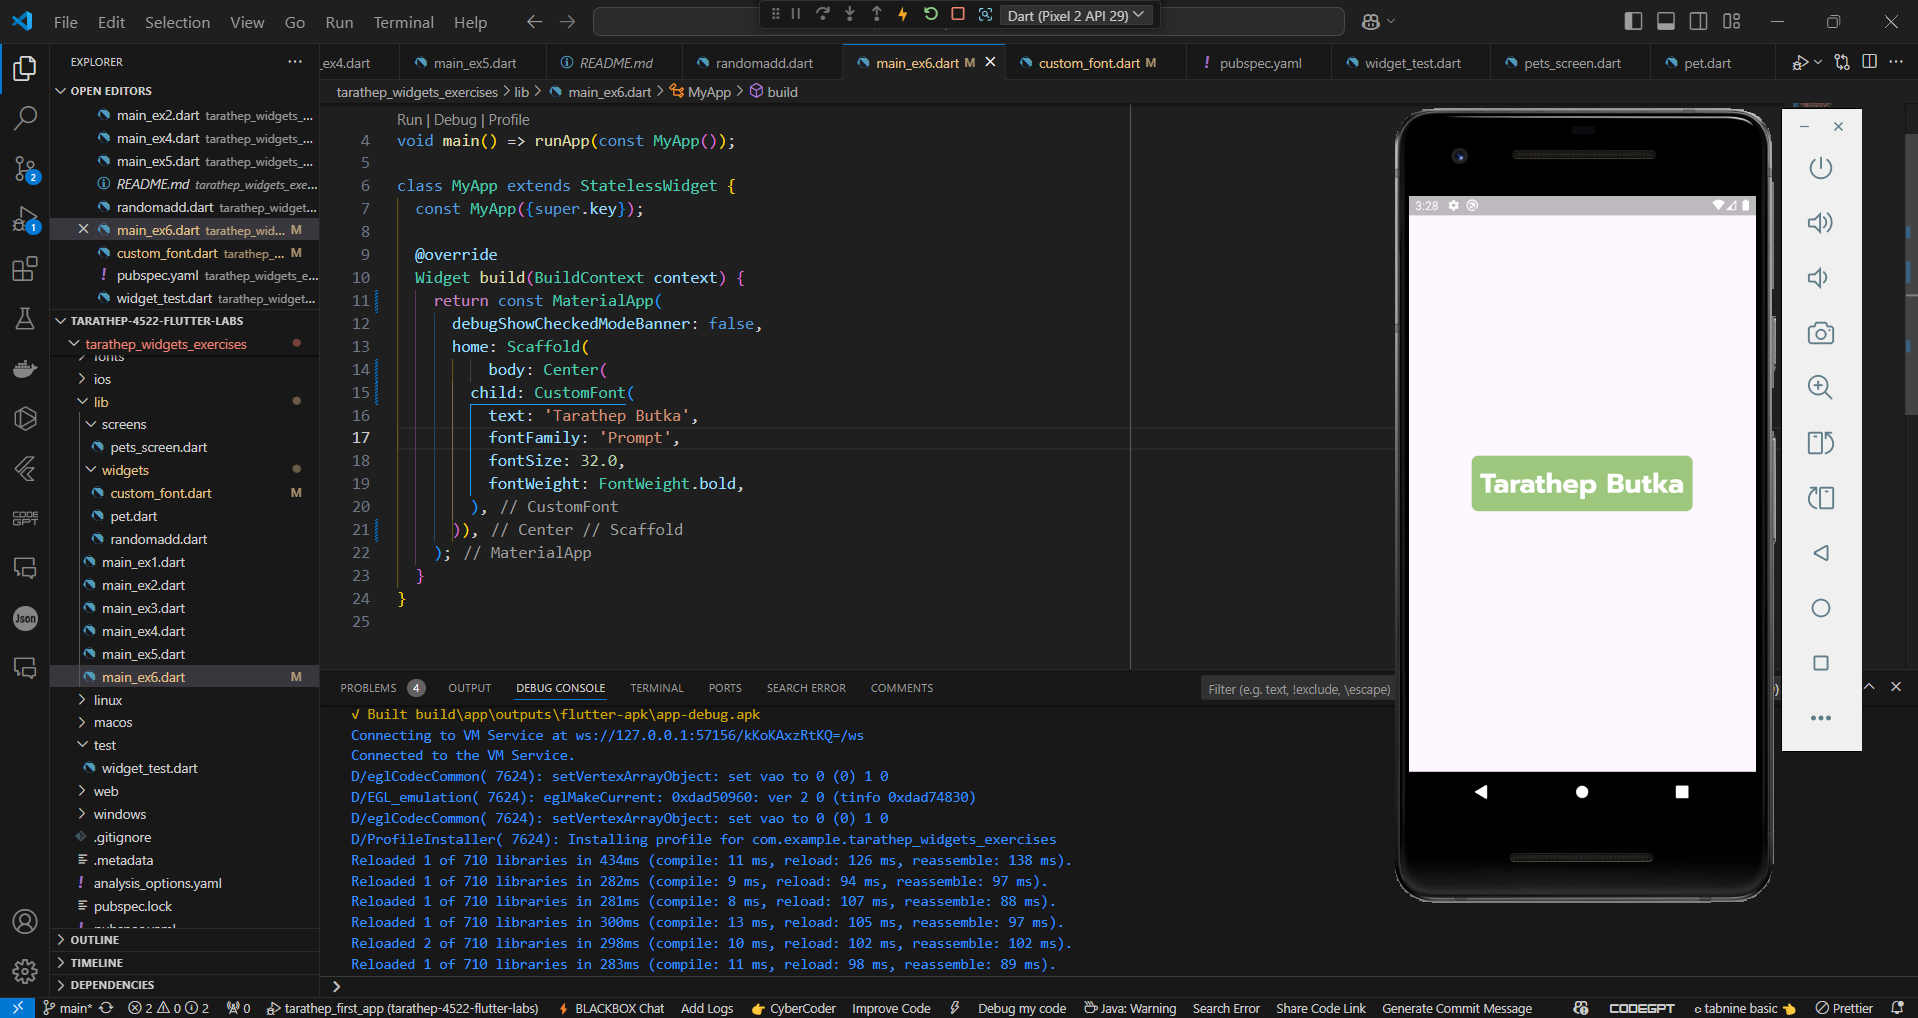 File Edit Selection View Go Run Terminal Help
Dart (Pixel 2 API 29)
EXPLORER
_ex4.dart main_ex5.dart README.md randomadd.dart main_ex6.dart M custom_font.dart M pubspec.yaml widget_test.dart pets_screen.dart pet.dart
tarathep_widgets_exercises > lib > main_ex6.dart > MyApp > build
OPEN EDITORS
main_ex2.dart tarathep_widgets_...
main_ex4.dart tarathep_widgets_...
main_ex5.dart tarathep_widgets_...
README.md tarathep_widgets_exe...
randomadd.dart tarathep_widget...
main_ex6.dart tarathep_wid... M
custom_font.dart tarathep_... M
pubspec.yaml tarathep_widgets_e...
widget_test.dart tarathep_widget...
TARATHEP-4522-FLUTTER-LABS
tarathep_widgets_exercises
fonts
ios
lib
screens
pets_screen.dart
widgets
custom_font.dart M
pet.dart
randomadd.dart
main_ex1.dart
main_ex2.dart
main_ex3.dart
main_ex4.dart
main_ex5.dart
main_ex6.dart M
linux
macos
test
widget_test.dart
web
windows
.gitignore
.metadata
analysis_options.yaml
pubspec.lock
pubspec.yaml
OUTLINE
TIMELINE
DEPENDENCIES
2
1
CODE
GPT
Json
Run | Debug | Profile
4 void main() => runApp(const MyApp());
5
6 class MyApp extends StatelessWidget {
7 const MyApp({super.key});
8
9 @override
10 Widget build(BuildContext context) {
11 return const MaterialApp(
12 debugShowCheckedModeBanner: false,
13 home: Scaffold(
14 body: Center(
15 child: CustomFont(
16 text: 'Tarathep Butka',
17 fontFamily: 'Prompt',
18 fontSize: 32.0,
19 fontWeight: FontWeight.bold,
20 ), // CustomFont
21 )), // Center // Scaffold
22 ); // MaterialApp
23 }
24 }
25
3:28
Tarathep Butka
PROBLEMS 4 OUTPUT DEBUG CONSOLE TERMINAL PORTS SEARCH ERROR COMMENTS Filter (e.g. text, !exclude, \escape)
√ Built build\app\outputs\flutter-apk\app-debug.apk
Connecting to VM Service at ws://127.0.0.1:57156/kKoKAxzRtKQ=/ws
Connected to the VM Service.
D/eglCodecCommon( 7624): setVertexArrayObject: set vao to 0 (0) 1 0
D/EGL_emulation( 7624): eglMakeCurrent: 0xdad50960: ver 2 0 (tinfo 0xdad74830)
D/eglCodecCommon( 7624): setVertexArrayObject: set vao to 0 (0) 1 0
D/ProfileInstaller( 7624): Installing profile for com.example.tarathep_widgets_exercises
Reloaded 1 of 710 libraries in 434ms (compile: 11 ms, reload: 126 ms, reassemble: 138 ms).
Reloaded 1 of 710 libraries in 282ms (compile: 9 ms, reload: 94 ms, reassemble: 97 ms).
Reloaded 1 of 710 libraries in 281ms (compile: 8 ms, reload: 107 ms, reassemble: 88 ms).
Reloaded 1 of 710 libraries in 300ms (compile: 13 ms, reload: 105 ms, reassemble: 97 ms).
Reloaded 2 of 710 libraries in 298ms (compile: 10 ms, reload: 102 ms, reassemble: 102 ms).
Reloaded 1 of 710 libraries in 283ms (compile: 11 ms, reload: 98 ms, reassemble: 89 ms).
>
main* 2 0 2 0 tarathep_first_app (tarathep-4522-flutter-labs) BLACKBOX Chat Add Logs CyberCoder Improve Code Debug my code Java: Warning Search Error Share Code Link Generate Commit Message CODEGPT tabnine basic Prettier